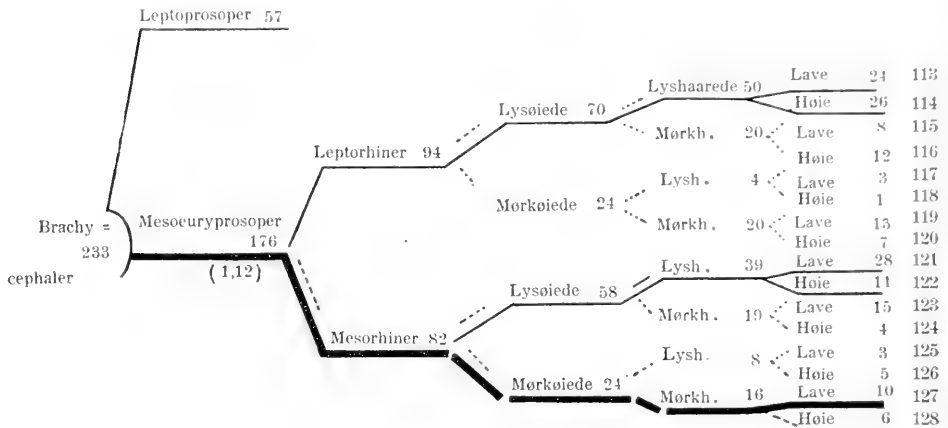 Leptoprosoper 57
Lyshaarede 50 Lave 24 113
Lysøiede 70 Høie 26 114
Mørkh. 20 Lave 8 115
Leptorhiner 94 Høie 12 116
Lysh. 4 Lave 3 117
Høie 1 118
Mørkøiede 24
Mørkh. 20 Lave 13 119
Høie 7 120
Brachy=
233
cephaler
Mesoeuryprosoper
176
(1,12)
Lysh. 39 Lave 28 121
Lysøiede 58 Høie 11 122
Mørkh. 19 Lave 15 123
Høie 4 124
Mesorhiner 82
Lysh. 8 Lave 3 125
Høie 5 126
Mørkøiede 24
Mørkh. 16 Lave 10 127
Høie 6 128